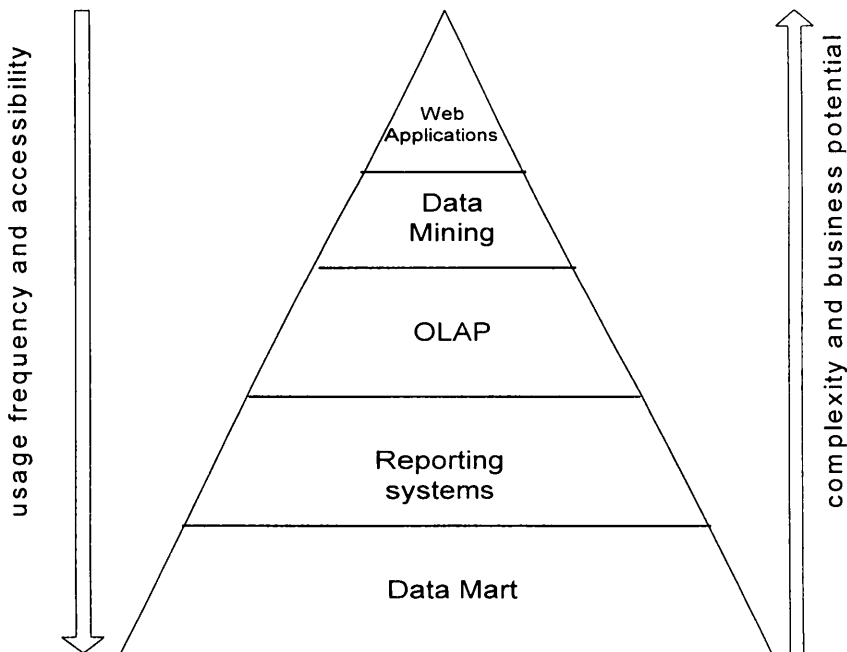 usage frequency and accessibility
Web
Applications
Data
Mining
OLAP
Reporting
systems
Data Mart
complexity and business potential